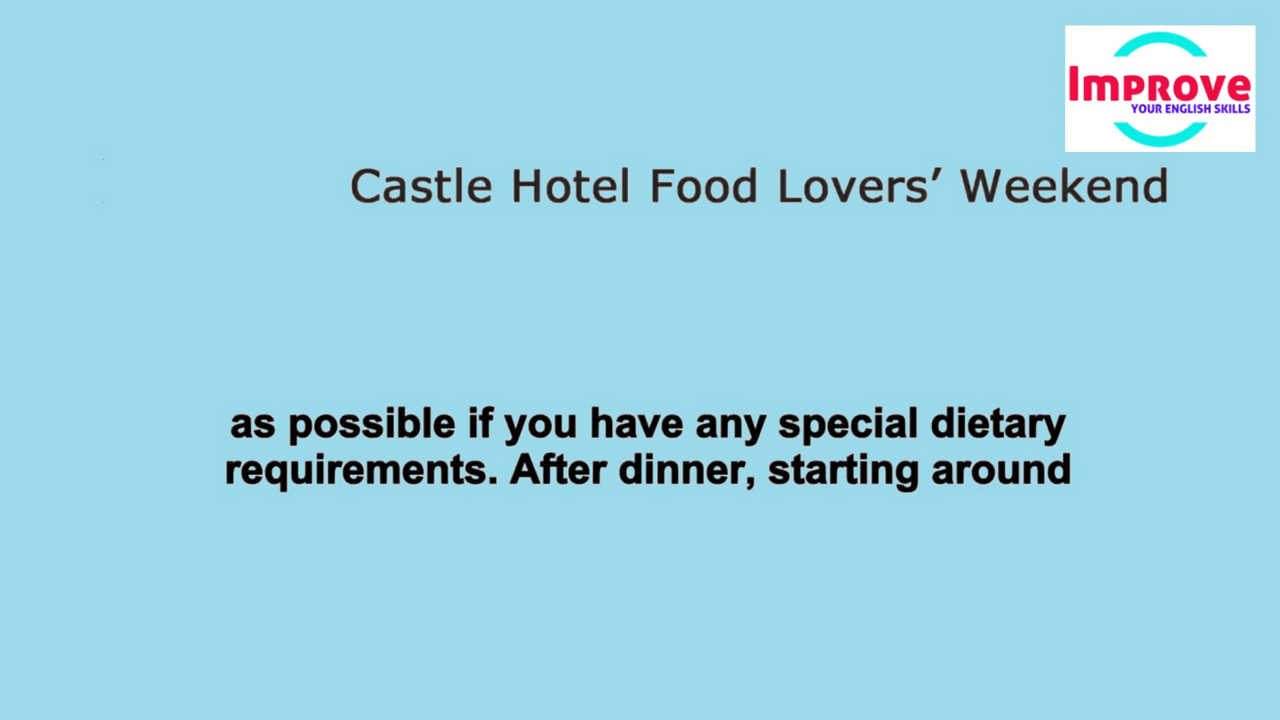 Improve
YOUR ENGLISH SKILLS
Castle Hotel Food Lovers’ Weekend
as possible if you have any special dietary
requirements. After dinner, starting around